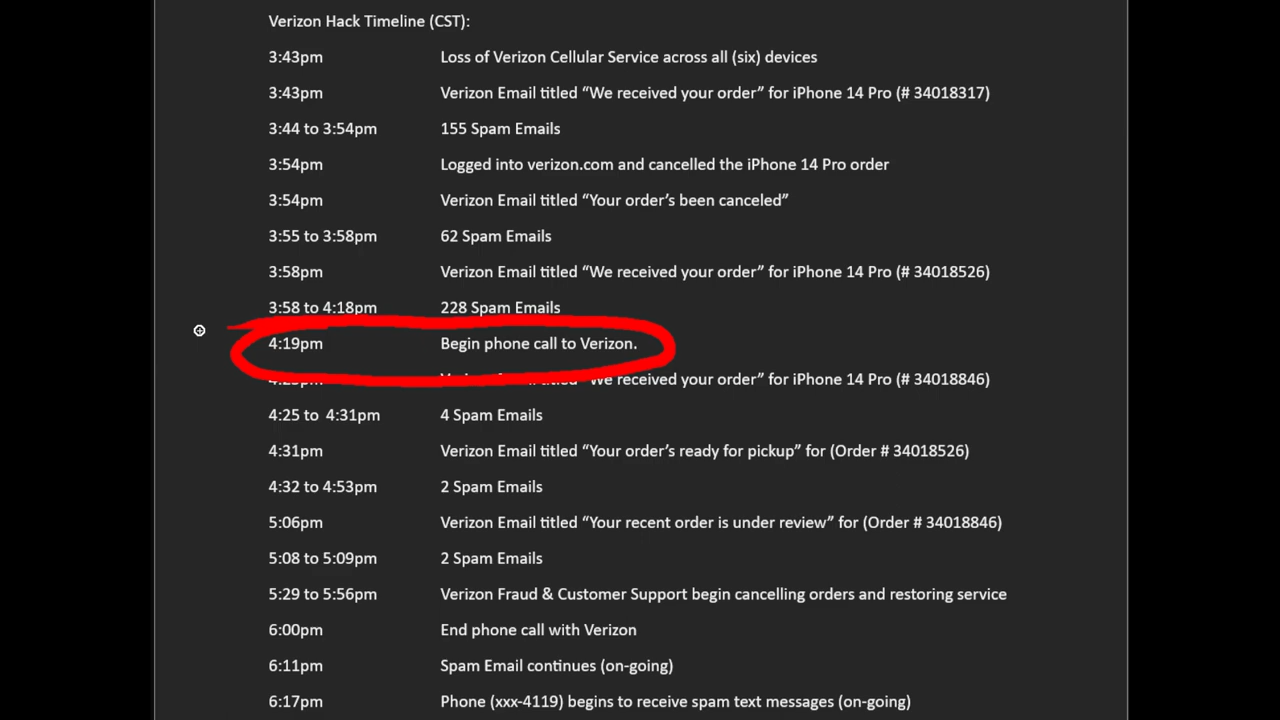 Verizon Hack Timeline (CST):
3:43pm Loss of Verizon Cellular Service across all (six) devices
3:43pm Verizon Email titled “We received your order” for iPhone 14 Pro (# 34018317)
3:44 to 3:54pm 155 Spam Emails
3:54pm Logged into verizon.com and cancelled the iPhone 14 Pro order
3:54pm Verizon Email titled “Your order’s been canceled”
3:55 to 3:58pm 62 Spam Emails
3:58pm Verizon Email titled “We received your order” for iPhone 14 Pro (# 34018526)
3:58 to 4:18pm 228 Spam Emails
4:19pm Begin phone call to Verizon.
“We received your order” for iPhone 14 Pro (# 34018846)
4:25 to 4:31pm 4 Spam Emails
4:31pm Verizon Email titled “Your order’s ready for pickup” for (Order # 34018526)
4:32 to 4:53pm 2 Spam Emails
5:06pm Verizon Email titled “Your recent order is under review” for (Order # 34018846)
5:08 to 5:09pm 2 Spam Emails
5:29 to 5:56pm Verizon Fraud & Customer Support begin cancelling orders and restoring service
6:00pm End phone call with Verizon
6:11pm Spam Email continues (on-going)
6:17pm Phone (xxx-4119) begins to receive spam text messages (on-going)